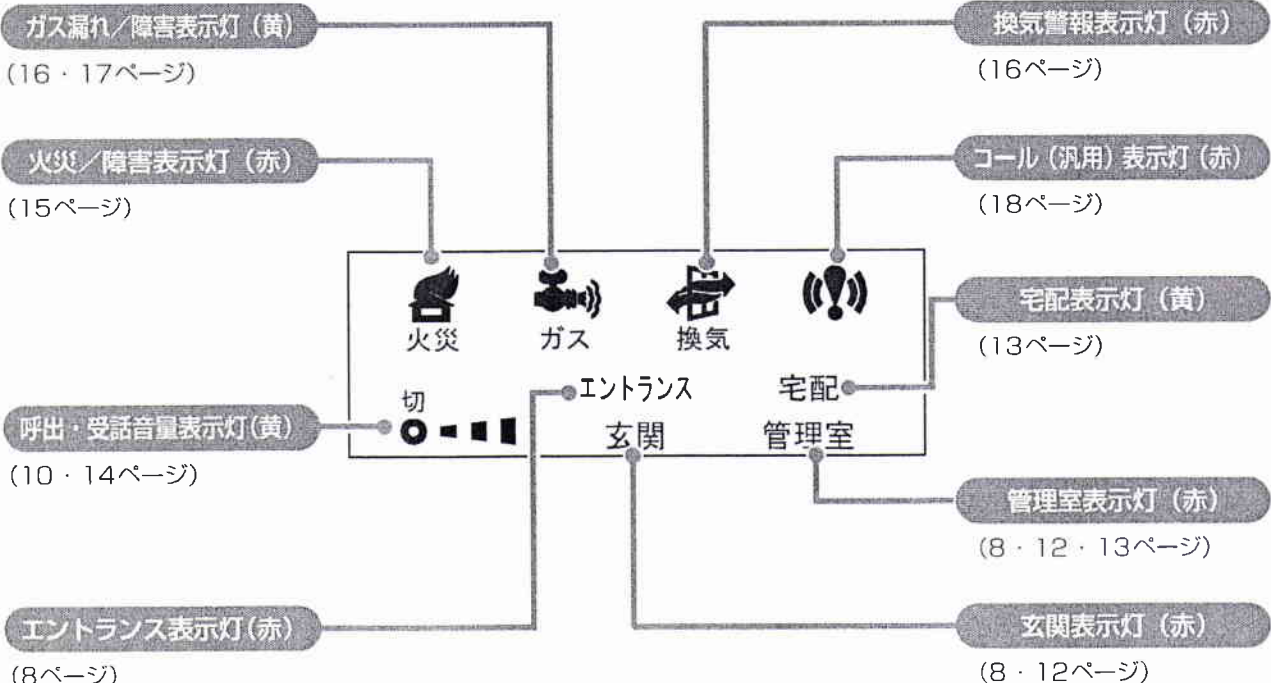 ガス漏れ／障害表示灯（黄）
（16・17ページ）
火災／障害表示灯（赤）
（15ページ）
呼出・受話音量表示灯（黄）
（10・14ページ）
エントランス表示灯（赤）
（8ページ）
火災
ガス
換気
切
エントランス
宅配
玄関
管理室
換気警報表示灯（赤）
（16ページ）
コール（汎用）表示灯（赤）
（18ページ）
宅配表示灯（黄）
（13ページ）
管理室表示灯（赤）
（8・12・13ページ）
玄関表示灯（赤）
（8・12ページ）